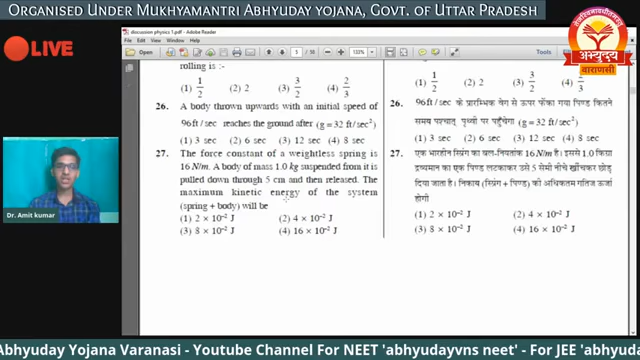 ORGANISED UNDER MUKHYAMANTRI ABHYUDAY YOJANA, GOVT. OF UTTAR PRADESH
LIVE
discussion physics 1.pdf - Adobe Reader
File Edit View Window Help
1 / 10
133%
rolling is :-
(1) 1/2 (2) 2 (3) 3/2 (4) 2/3
26. A body thrown upwards with an initial speed of
96ft/sec reaches the ground after (g=32 ft/sec²)
(1) 3 sec (2) 6 sec (3) 12 sec (4) 8 sec
27. The force constant of a weightless spring is
16 N/m. A body of mass 1.0 kg suspended from it is
pulled down through 5 cm and then released. The
maximum kinetic energy of the system
(spring + body) will be
(1) 2 × 10⁻² J (2) 4 × 10⁻² J
(3) 8 × 10⁻² J (4) 16 × 10⁻² J
(1) 1/2 (2) 2 (3) 3/2 (4) 2/3
26. 96ft/sec के प्रारम्भिक वेग से ऊपर फेंका गया पिण्ड कितने
समय पश्चात् पृथ्वी पर पहुँचेगा (g=32 ft/sec²)
(1) 3 sec (2) 6 sec (3) 12 sec (4) 8 sec
27. एक भारहीन स्प्रिंग का बल-नियतांक 16 N/m है। इससे 1.0 किग्रा
द्रव्यमान का एक पिण्ड लटकाकर उसे 5 सेमी नीचे खींचकर छोड़
दिया जाता है। निकाय (स्प्रिंग + पिण्ड) की अधिकतम गतिज ऊर्जा
होगी
(1) 2 × 10⁻² J (2) 4 × 10⁻² J
(3) 8 × 10⁻² J (4) 16 × 10⁻² J
Dr. Amit kumar
अभ्युदय
वाराणसी
Abhyuday Yojana Varanasi - Youtube Channel For NEET 'abhyudayvns neet' - For JEE 'abhyuda